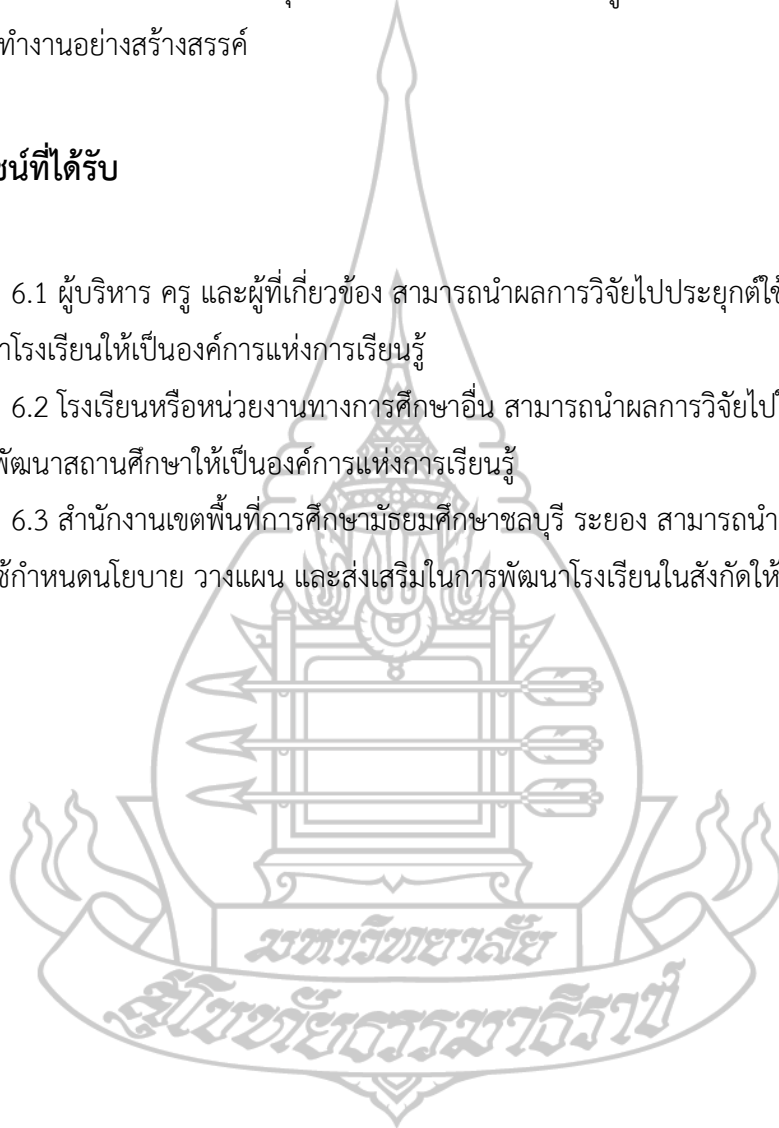 ทำงานอย่างสร้างสรรค์
ชน์ที่ได้รับ
6.1 ผู้บริหาร ครู และผู้ที่เกี่ยวข้อง สามารถนำผลการวิจัยไปประยุกต์ใช้
าโรงเรียนให้เป็นองค์การแห่งการเรียนรู้
6.2 โรงเรียนหรือหน่วยงานทางการศึกษาอื่น สามารถนำผลการวิจัยไปใ
พัฒนาสถานศึกษาให้เป็นองค์การแห่งการเรียนรู้
6.3 สำนักงานเขตพื้นที่การศึกษามัธยมศึกษาชลบุรี ระยอง สามารถนำ
ช้กำหนดนโยบาย วางแผน และส่งเสริมในการพัฒนาโรงเรียนในสังกัดให้
มหาวิทยาลัย
สุโขทัยธรรมาธิราช